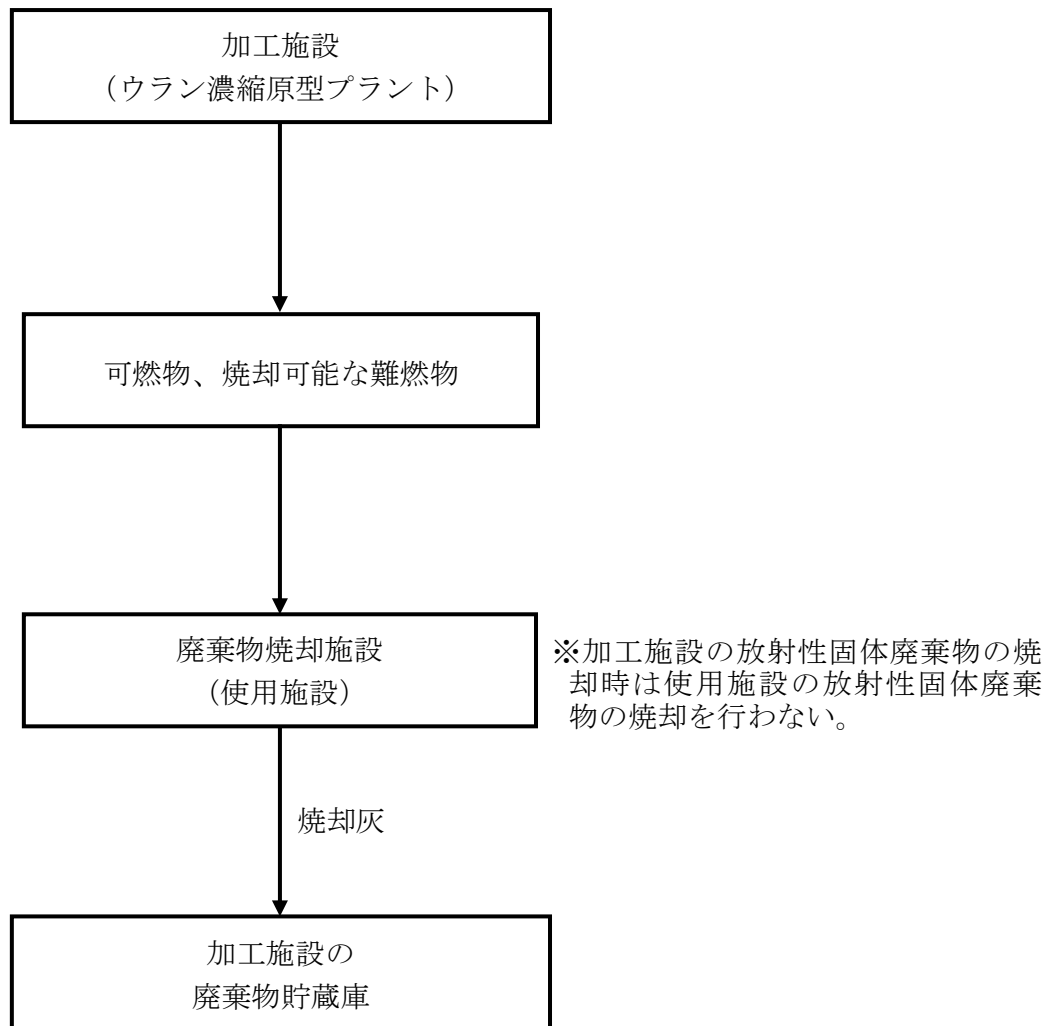 加工施設
（ウラン濃縮原型プラント）
可燃物、焼却可能な難燃物
廃棄物焼却施設
（使用施設）
※加工施設の放射性固体廃棄物の焼
却時は使用施設の放射性固体廃棄
物の焼却を行わない。
焼却灰
加工施設の
廃棄物貯蔵庫